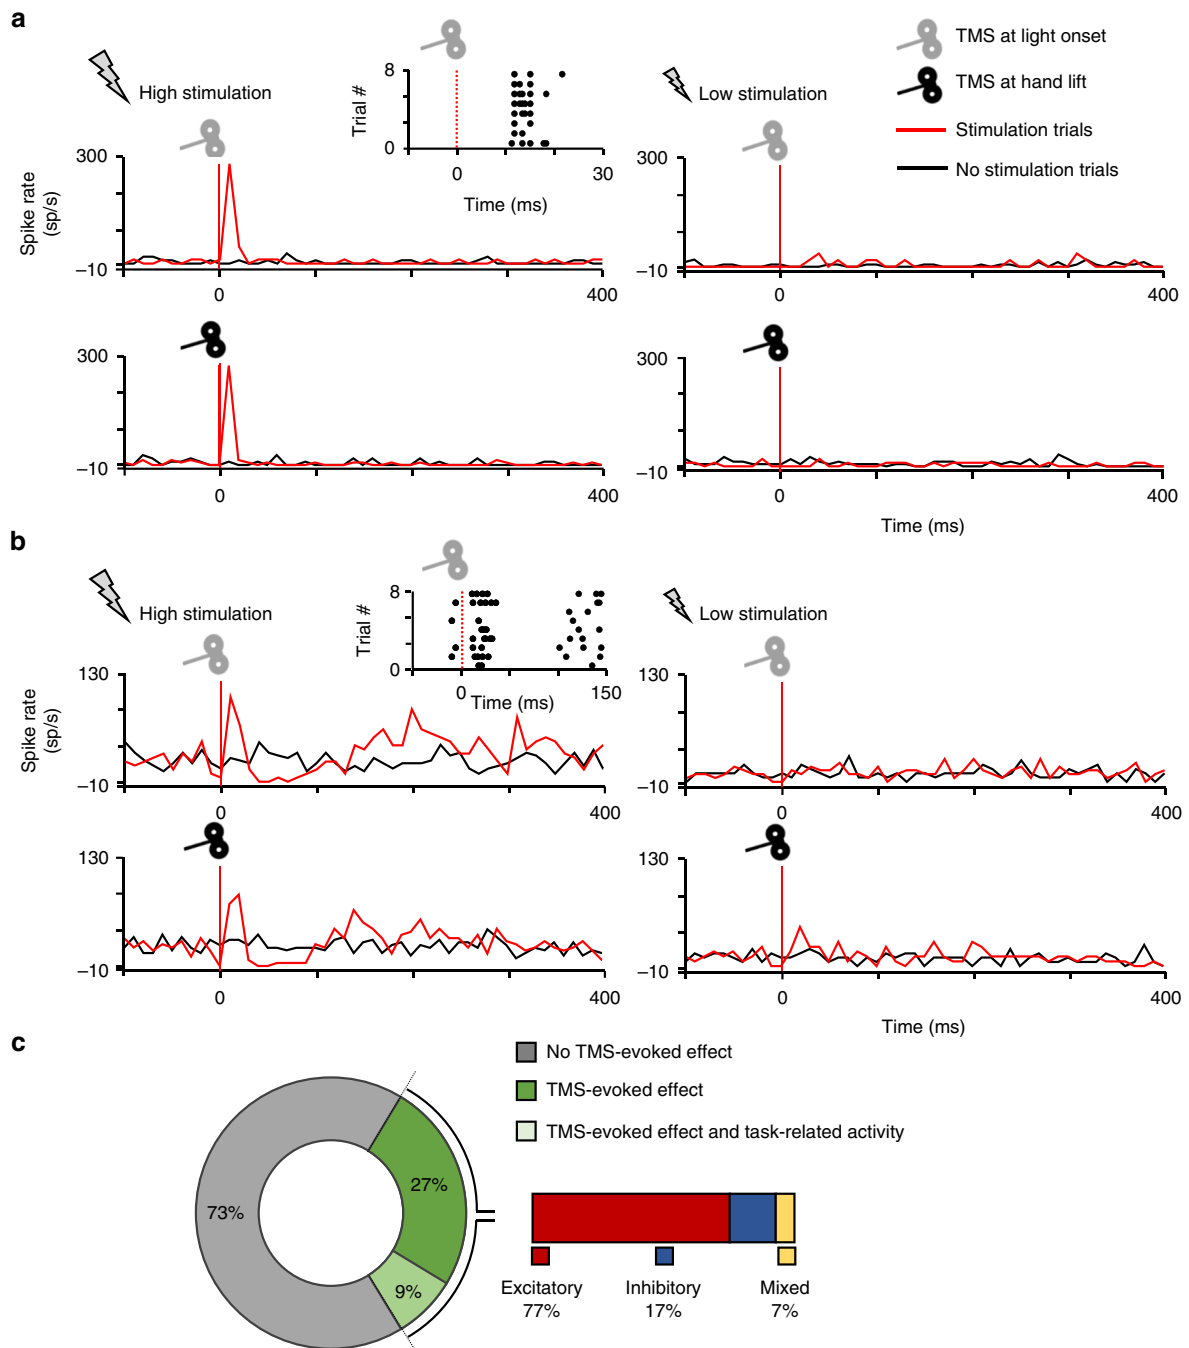 a
TMS at light onset
TMS at hand lift
Stimulation trials
No stimulation trials
High stimulation
8
Trial #
0
0
30
Time (ms)
Low stimulation
300
Spike rate
(sp/s)
−10
0
400
300
−10
0
400
300
−10
0
400
300
−10
0
400
Time (ms)
b
High stimulation
8
Trial #
0
0
Time (ms)
150
Low stimulation
130
Spike rate
(sp/s)
−10
0
400
130
−10
0
400
130
−10
0
400
130
−10
0
400
Time (ms)
c
No TMS-evoked effect
TMS-evoked effect
TMS-evoked effect and task-related activity
73%
27%
9%
Excitatory
77%
Inhibitory
17%
Mixed
7%